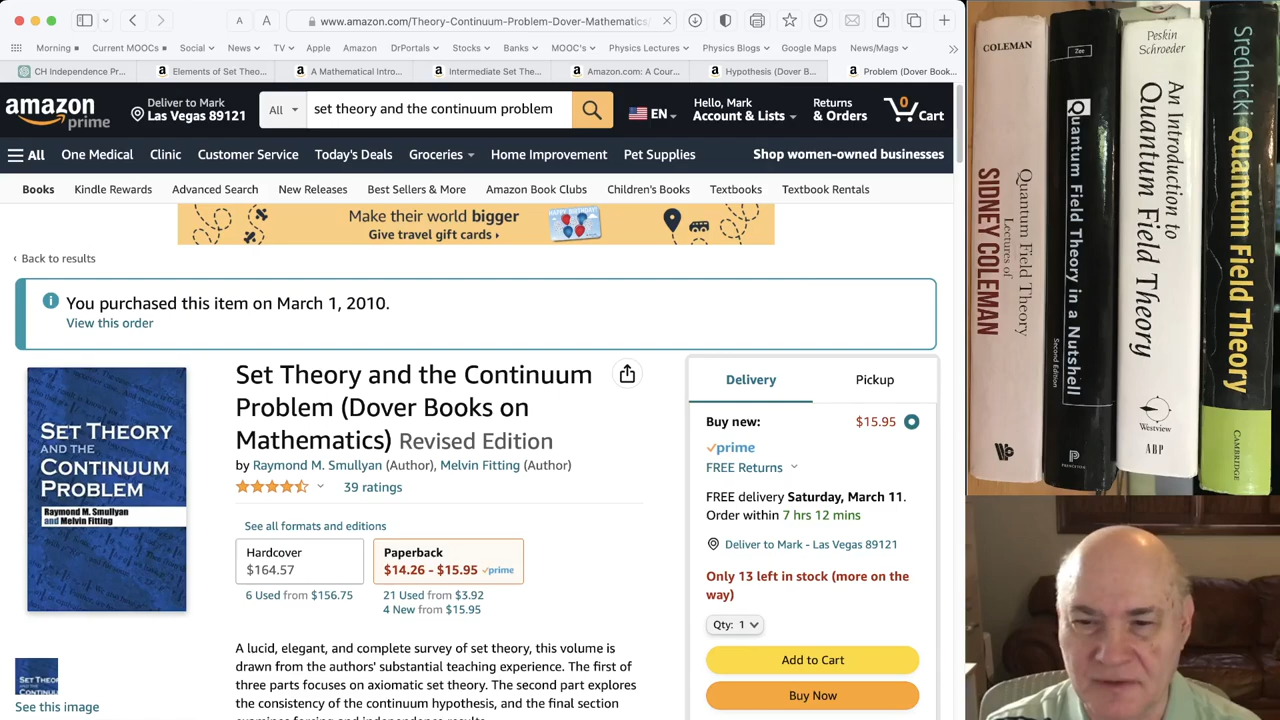 www.amazon.com/Theory-Continuum-Problem-Dover-Mathematics/
A A
Morning Current MOOCs Social News TV Apple Amazon DrPortals Stocks Banks MOOC's Physics Lectures Physics Blogs Google Maps News/Mags
CH Independence Pr... Elements of Set Theo... A Mathematical Intro... Intermediate Set The... Amazon.com: A Cour... Hypothesis (Dover B... Problem (Dover Book...
amazon prime
Deliver to Mark
Las Vegas 89121
All
set theory and the continuum problem
EN
Hello, Mark
Account & Lists
Returns
& Orders
0
Cart
All One Medical Clinic Customer Service Today's Deals Groceries Home Improvement Pet Supplies Shop women-owned businesses
Books Kindle Rewards Advanced Search New Releases Best Sellers & More Amazon Book Clubs Children's Books Textbooks Textbook Rentals
Make their world bigger
Give travel gift cards ›
HAPPY BIRTHDAY!
‹ Back to results
You purchased this item on March 1, 2010.
View this order
SET THEORY
AND THE
CONTINUUM
PROBLEM
Raymond M. Smullyan
and Melvin Fitting
See this image
Set Theory and the Continuum
Problem (Dover Books on
Mathematics) Revised Edition
by Raymond M. Smullyan (Author), Melvin Fitting (Author)
39 ratings
See all formats and editions
Hardcover
$164.57
6 Used from $156.75
Paperback
$14.26 - $15.95 prime
21 Used from $3.92
4 New from $15.95
A lucid, elegant, and complete survey of set theory, this volume is
drawn from the authors' substantial teaching experience. The first of
three parts focuses on axiomatic set theory. The second part explores
the consistency of the continuum hypothesis, and the final section
examines forcing and independence results.
Delivery
Pickup
Buy new:
$15.95
prime
FREE Returns
FREE delivery Saturday, March 11.
Order within 7 hrs 12 mins
Deliver to Mark - Las Vegas 89121
Only 13 left in stock (more on the
way)
Qty: 1
Add to Cart
Buy Now
COLEMAN
Quantum Field Theory
Lectures of
SIDNEY COLEMAN
Zee
Quantum Field Theory in a Nutshell
Second Edition
PRINCETON
Peskin
Schroeder
An Introduction to
Quantum Field Theory
Westview
ABP
Srednicki Quantum Field Theory
CAMBRIDGE